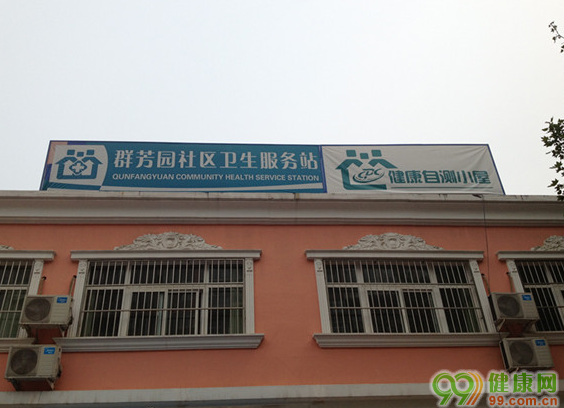 群芳园社区卫生服务站
QUNFANGYUAN COMMUNITY HEALTH SERVICE STATION
CPC
健康自测小屋
99健康网
99.com.cn